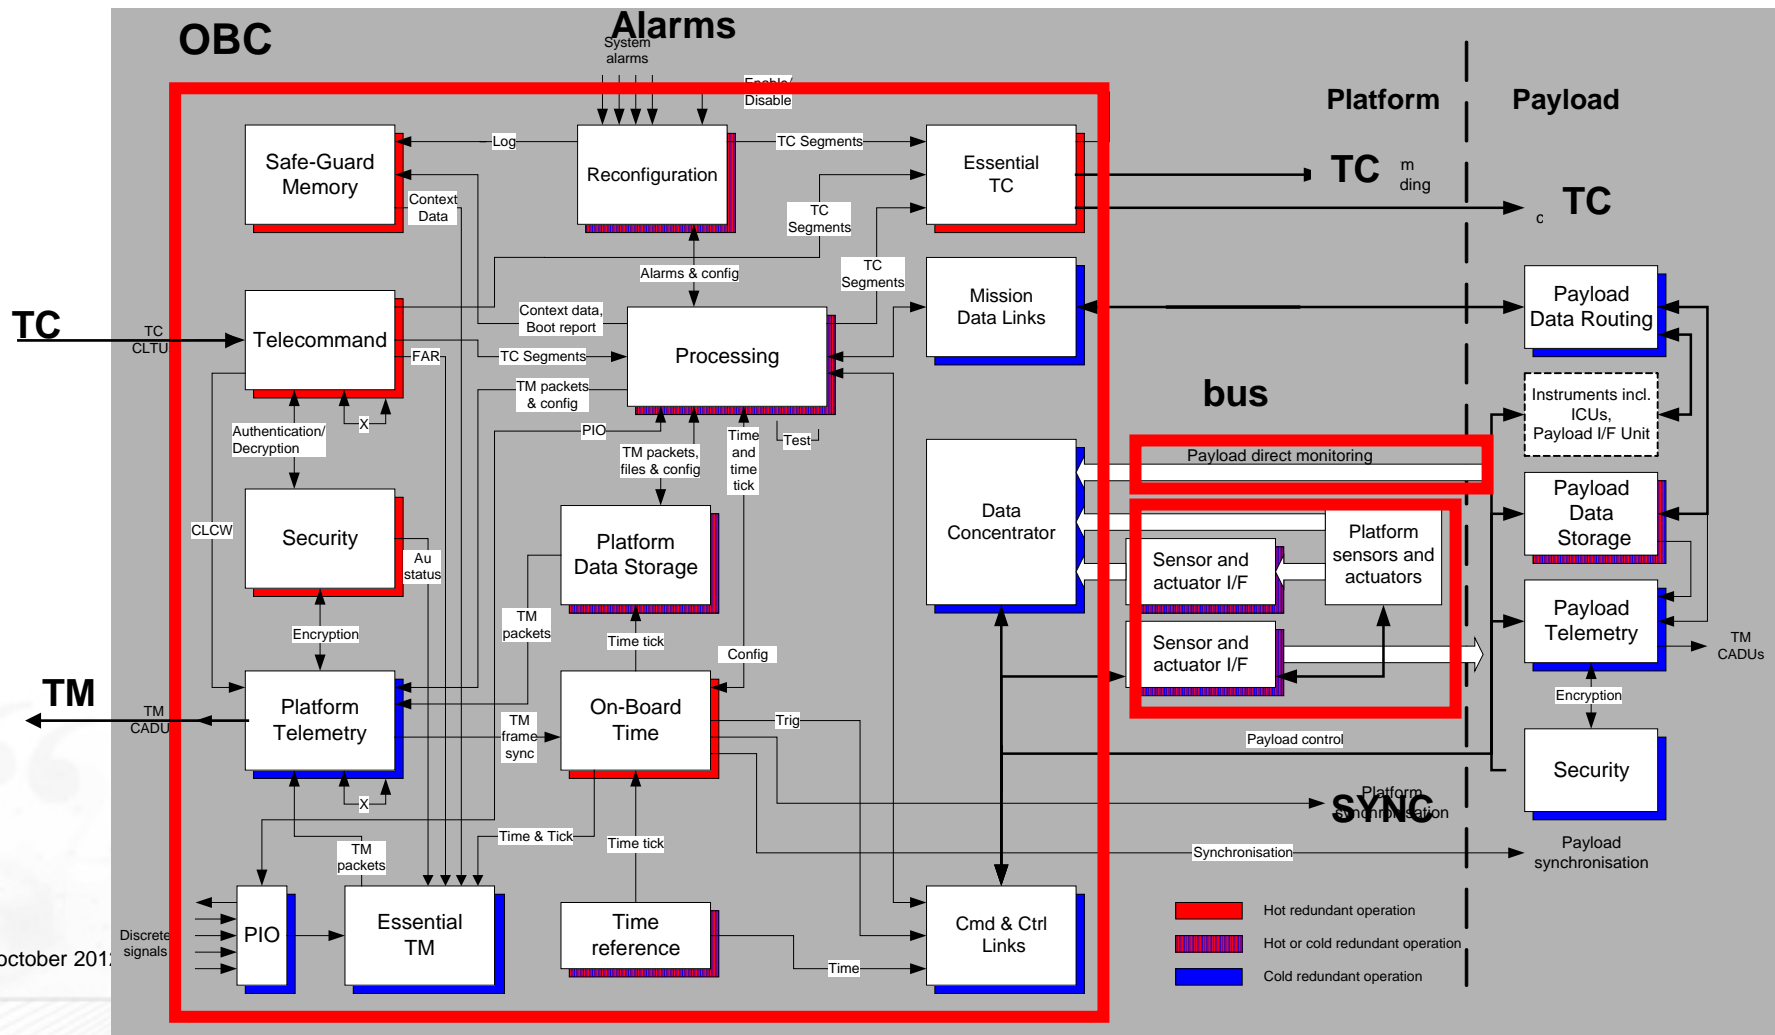 OBC
Alarms
System
alarms
Enable/
Disable
Platform
Payload
Safe-Guard
Memory
Log
Reconfiguration
TC Segments
Essential
TC
TC
m
ding
TC
c
Context
Data
TC
Segments
TC
Segments
Alarms & config
Mission
Data Links
Payload
Data Routing
TC
TC
CLTU
Telecommand
Context data,
Boot report
FAR
TC Segments
Processing
TM packets
& config
bus
Instruments incl.
ICUs,
Payload I/F Unit
X
Authentication/
Decryption
PIO
Test
TM packets,
files & config
Time
and
time
tick
Payload direct monitoring
CLCW
Security
Au
status
Platform
Data Storage
Data
Concentrator
Sensor and
actuator I/F
Platform
sensors and
actuators
Payload
Data
Storage
Encryption
TM
packets
Time tick
Config
Sensor and
actuator I/F
Payload
Telemetry
TM
CADUs
TM
TM
CADU
Platform
Telemetry
TM
frame
sync
On-Board
Time
Trig
Encryption
Payload control
Security
X
Platform
synchronisation
SYNC
Time & Tick
Time tick
TM
packets
Synchronisation
Payload
synchronisation
Discrete
signals
PIO
Essential
TM
Time
reference
Time
Cmd & Ctrl
Links
Hot redundant operation
Hot or cold redundant operation
Cold redundant operation
october 201